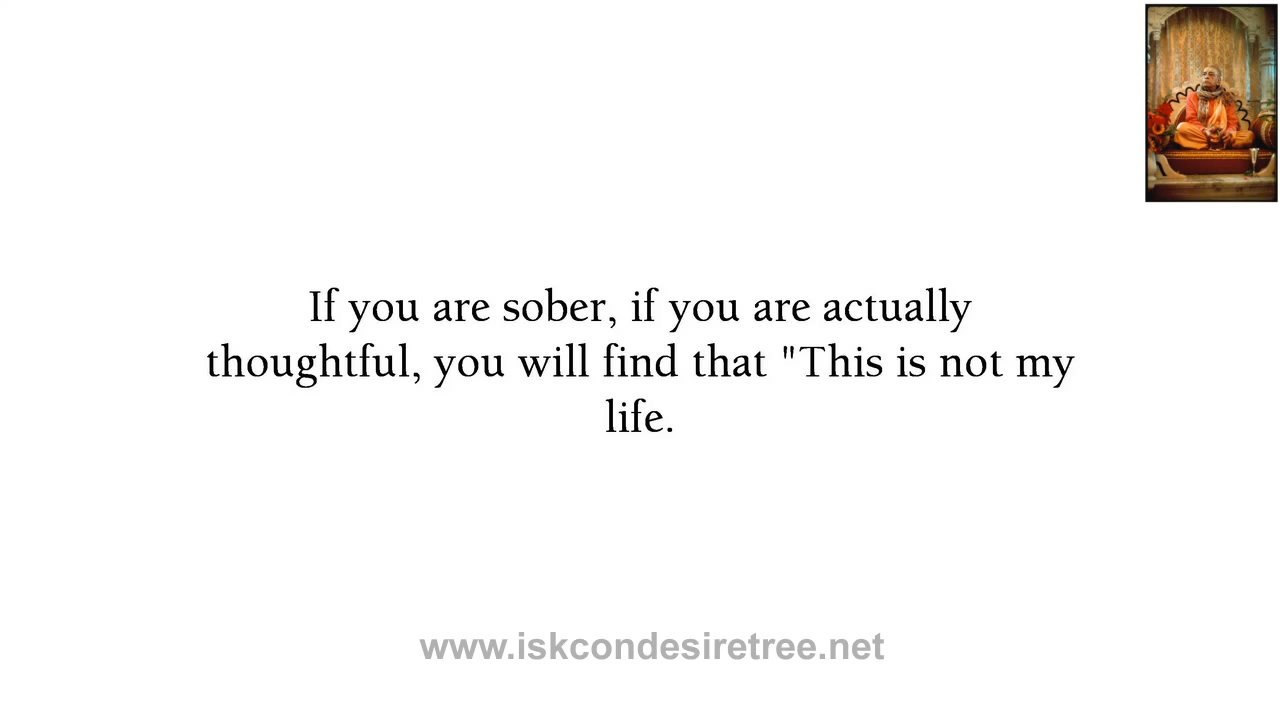 If you are sober, if you are actually
thoughtful, you will find that "This is not my
life.
www.iskcondesiretree.net